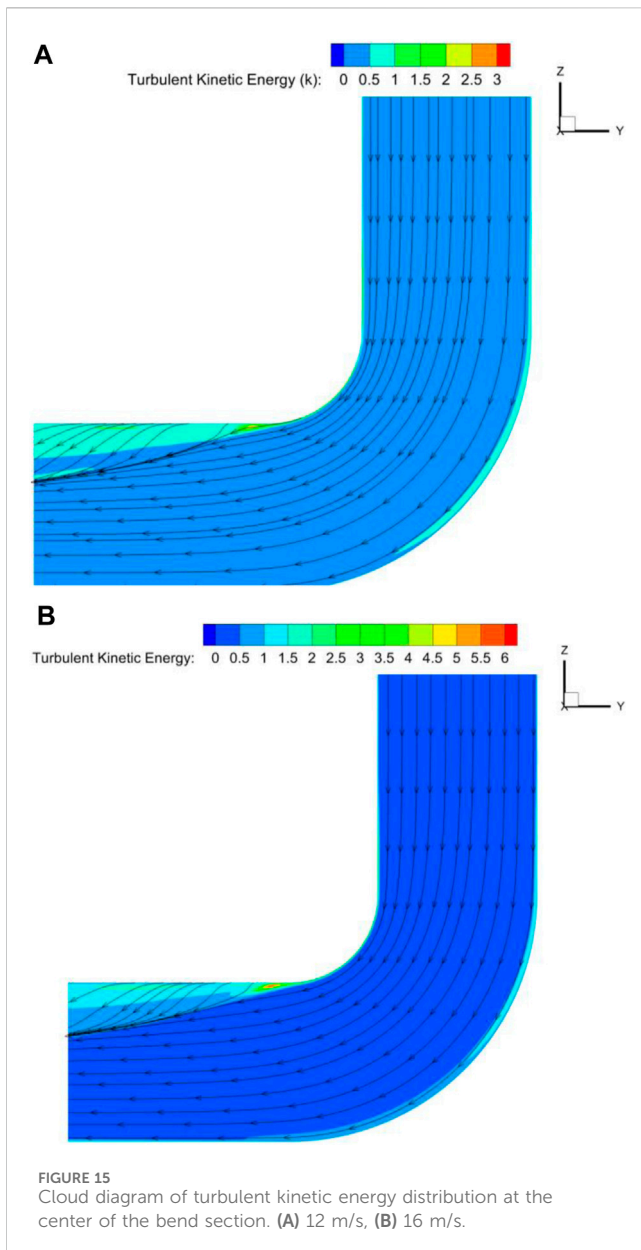 A
Turbulent Kinetic Energy (k):
0 0.5 1 1.5 2 2.5 3
Z
X Y
B
Turbulent Kinetic Energy:
0 0.5 1 1.5 2 2.5 3 3.5 4 4.5 5 5.5 6
Z
X Y
FIGURE 15
Cloud diagram of turbulent kinetic energy distribution at the
center of the bend section. (A) 12 m/s, (B) 16 m/s.